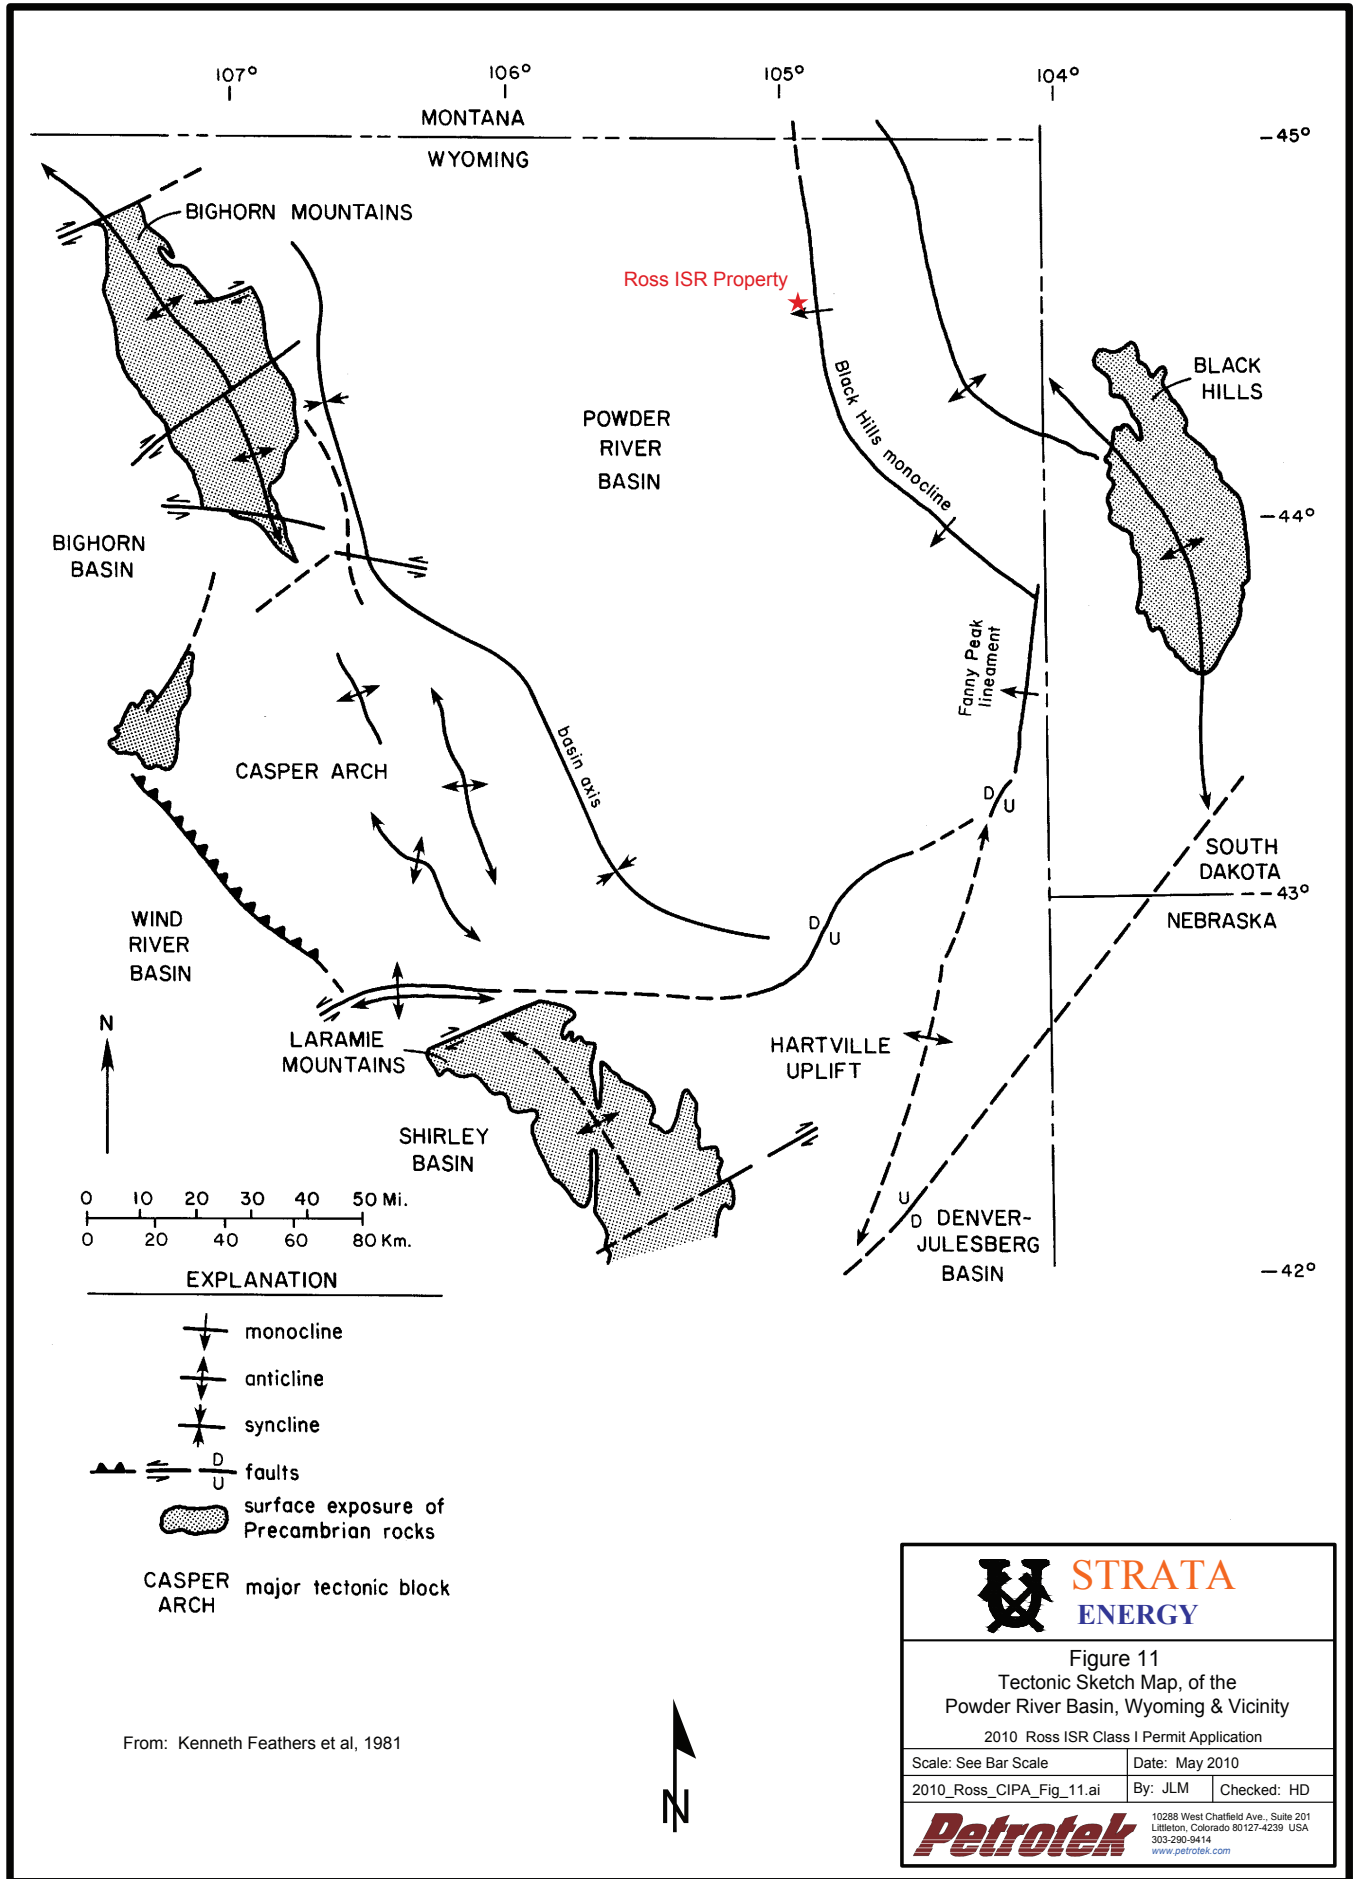 107°
106°
105°
104°
MONTANA
WYOMING
45°
BIGHORN MOUNTAINS
Ross ISR Property
BLACK
HILLS
POWDER
RIVER
BASIN
Black Hills monocline
44°
BIGHORN
BASIN
Fanny Peak
lineament
basin axis
CASPER ARCH
D
U
SOUTH
DAKOTA
43°
NEBRASKA
WIND
RIVER
BASIN
D
U
N
LARAMIE
MOUNTAINS
HARTVILLE
UPLIFT
SHIRLEY
BASIN
0 10 20 30 40 50 Mi.
0 20 40 60 80 Km.
U
D
DENVER-
JULESBERG
BASIN
42°
EXPLANATION
monocline
anticline
syncline
D
U
faults
surface exposure of
Precambrian rocks
CASPER
ARCH
major tectonic block
From: Kenneth Feathers et al, 1981
N
STRATA
ENERGY
Figure 11
Tectonic Sketch Map, of the
Powder River Basin, Wyoming & Vicinity
2010 Ross ISR Class I Permit Application
Scale: See Bar Scale
Date: May 2010
2010_Ross_CIPA_Fig_11.ai
By: JLM
Checked: HD
Petrotek
10288 West Chatfield Ave., Suite 201
Littleton, Colorado 80127-4239 USA
303-290-9414
www.petrotek.com